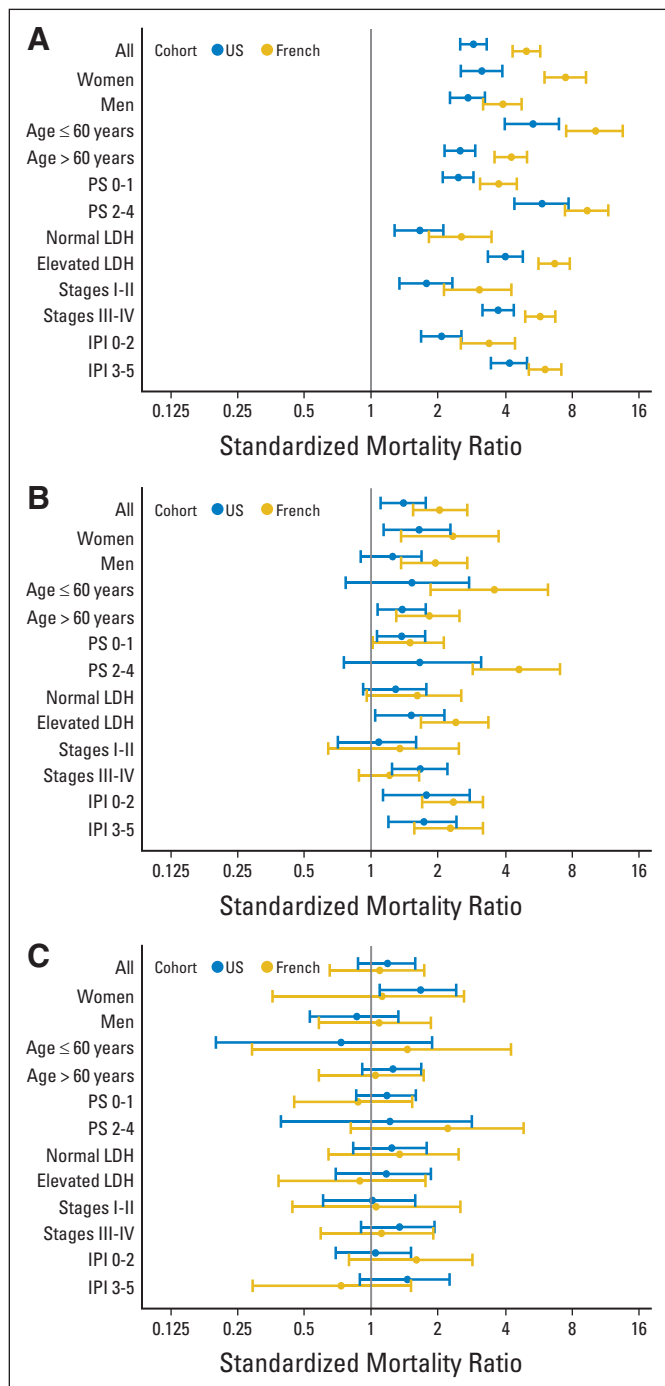 A
Cohort US French
All
Women
Men
Age ≤ 60 years
Age > 60 years
PS 0-1
PS 2-4
Normal LDH
Elevated LDH
Stages I-II
Stages III-IV
IPI 0-2
IPI 3-5
0.125 0.25 0.5 1 2 4 8 16
Standardized Mortality Ratio
B
Cohort US French
All
Women
Men
Age ≤ 60 years
Age > 60 years
PS 0-1
PS 2-4
Normal LDH
Elevated LDH
Stages I-II
Stages III-IV
IPI 0-2
IPI 3-5
0.125 0.25 0.5 1 2 4 8 16
Standardized Mortality Ratio
C
Cohort US French
All
Women
Men
Age ≤ 60 years
Age > 60 years
PS 0-1
PS 2-4
Normal LDH
Elevated LDH
Stages I-II
Stages III-IV
IPI 0-2
IPI 3-5
0.125 0.25 0.5 1 2 4 8 16
Standardized Mortality Ratio